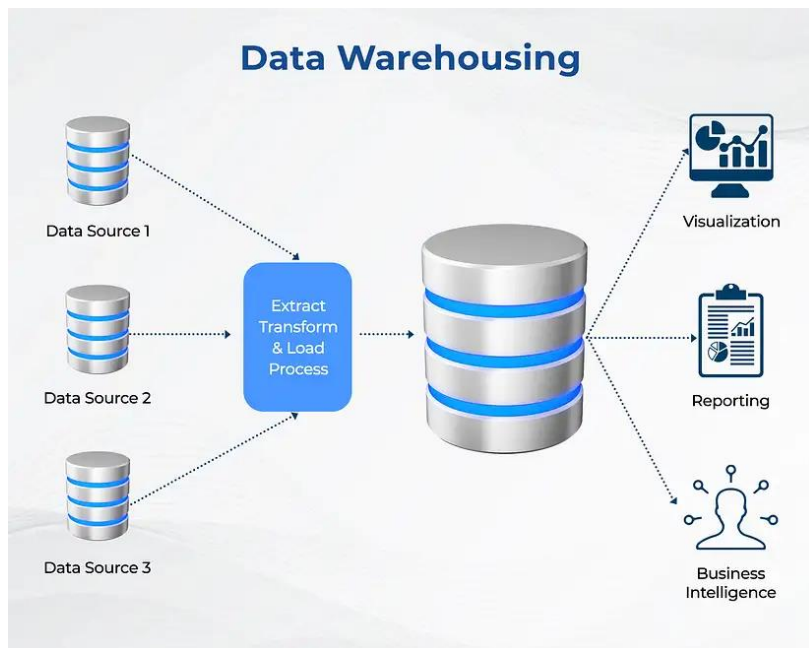 Data Warehousing
Data Source 1
Data Source 2
Data Source 3
Extract
Transform
& Load
Process
Visualization
Reporting
Business
Intelligence